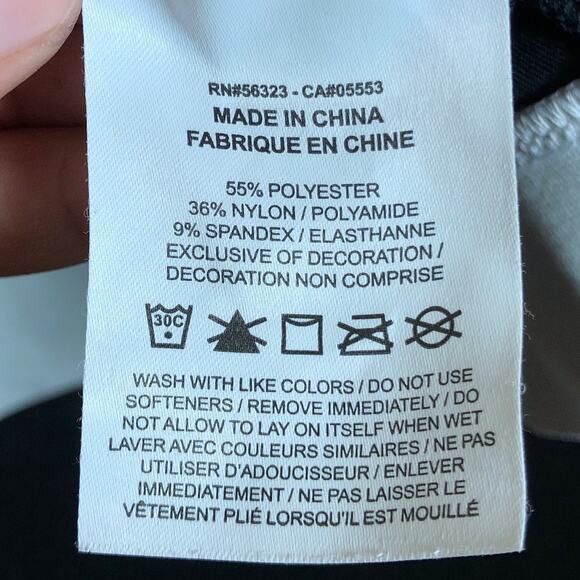 RN#56323 - CA#05553
MADE IN CHINA
FABRIQUE EN CHINE
55% POLYESTER
36% NYLON / POLYAMIDE
9% SPANDEX / ELASTHANNE
EXCLUSIVE OF DECORATION /
DECORATION NON COMPRISE
30C
WASH WITH LIKE COLORS / DO NOT USE
SOFTENERS / REMOVE IMMEDIATELY / DO
NOT ALLOW TO LAY ON ITSELF WHEN WET
LAVER AVEC COULEURS SIMILAIRES / NE PAS
UTILISER D'ADOUCISSEUR / ENLEVER
IMMEDIATEMENT / NE PAS LAISSER LE
VÊTEMENT PLIÉ LORSQU'IL EST MOUILLÉ